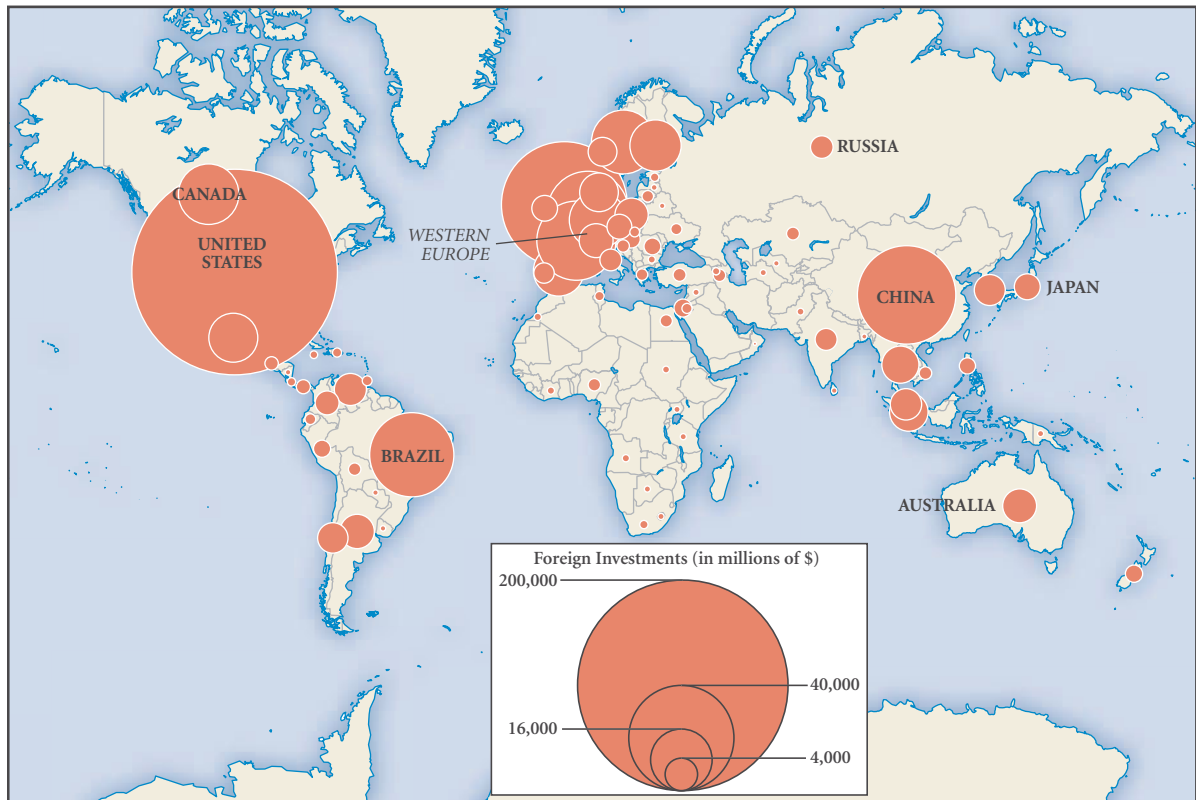 CANADA
UNITED
STATES
WESTERN
EUROPE
RUSSIA
CHINA
JAPAN
BRAZIL
AUSTRALIA
Foreign Investments (in millions of $)
200,000
40,000
16,000
4,000